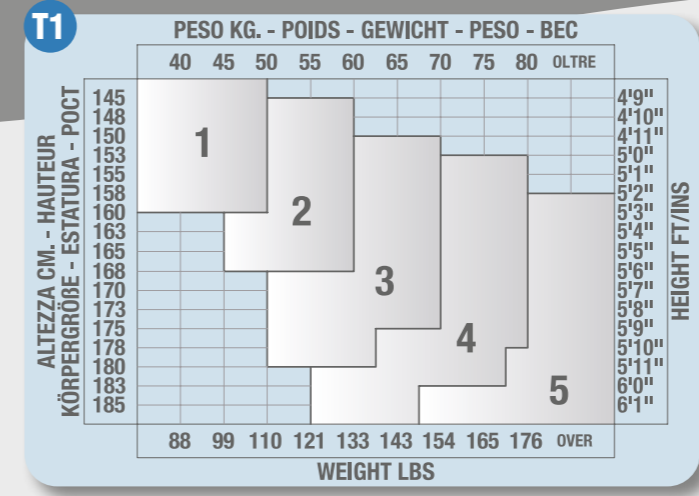 T1
PESO KG. - POIDS - GEWICHT - PESO - BEC
40 45 50 55 60 65 70 75 80 OLTRE
ALTEZZA CM. - HAUTEUR
KÖRPERGRÖßE - ESTATURA - POCT
145 4'9"
148 4'10"
150 4'11"
153 5'0"
155 5'1"
158 5'2"
160 5'3"
163 5'4"
165 5'5"
168 5'6"
170 5'7"
173 5'8"
175 5'9"
178 5'10"
180 5'11"
183 6'0"
185 6'1"
1
2
3
4
5
HEIGHT FT/INS
88 99 110 121 133 143 154 165 176 OVER
WEIGHT LBS